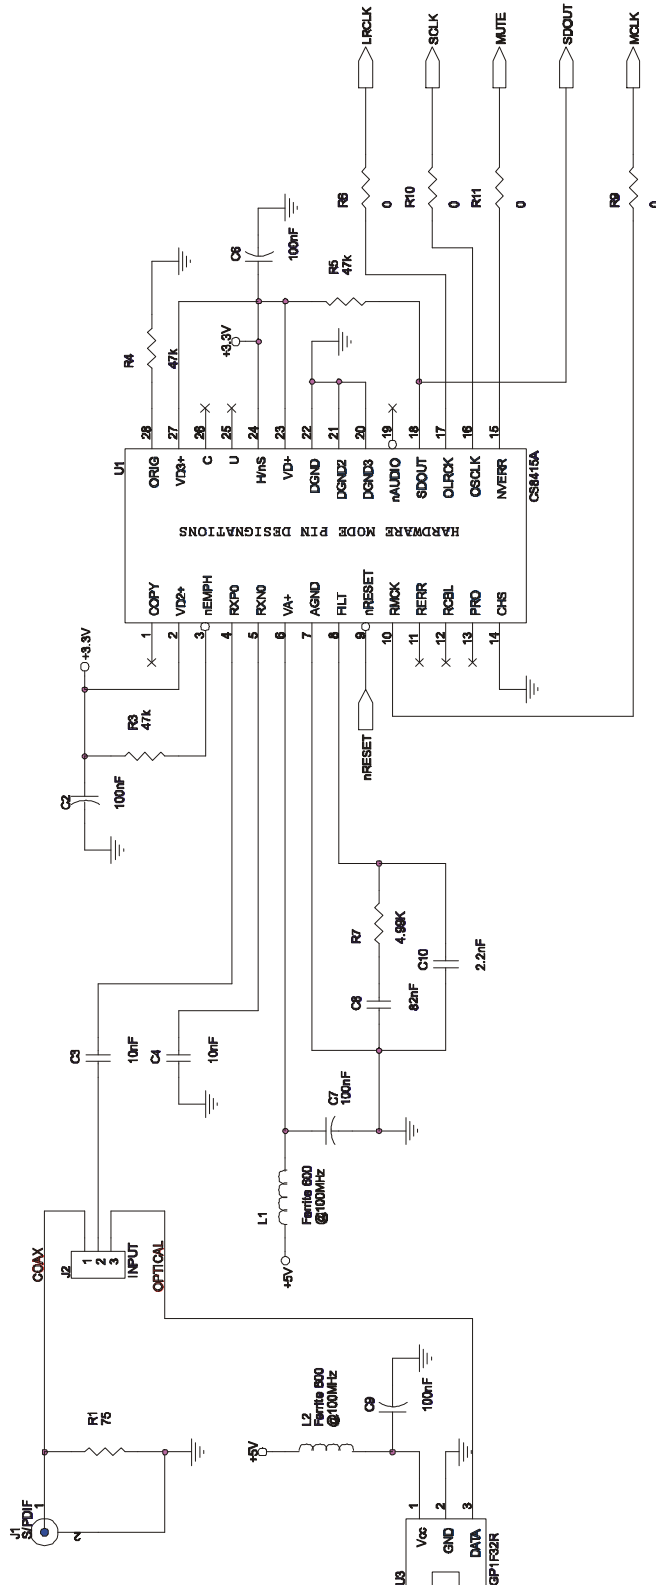 J1
S/PDIF
1
2
R1
75
COAX
J2
1
2
3
INPUT
OPTICAL
U3
Vcc
1
GND
2
DATA
3
GP1F32R
+5V
L2
Ferrite 600
@100MHz
C9
100nF
+5V
L1
Ferrite 600
@100MHz
C7
100nF
C3
10nF
C4
10nF
C8
82nF
R7
4.99K
C10
2.2nF
C2
100nF
R3
47k
+3.3V
nRESET
U1
HARDWARE MODE PIN DESIGNATIONS
CS8415A
1
COPY
2
VD2+
3
nEMPH
4
RXP0
5
RXN0
6
VA+
7
AGND
8
FILT
9
nRESET
10
RMCK
11
RERR
12
RCBL
13
PRO
14
CHS
ORIG
28
VD3+
27
C
26
U
25
H/nS
24
VD+
23
DGND
22
DGND2
21
DGND3
20
nAUDIO
19
SDOUT
18
OLRCK
17
OSCLK
16
NVERR
15
R4
47k
+3.3V
C6
100nF
R5
47k
R6
0
R10
0
R11
0
R9
0
LRCLK
SCLK
MUTE
SDOUT
MCLK